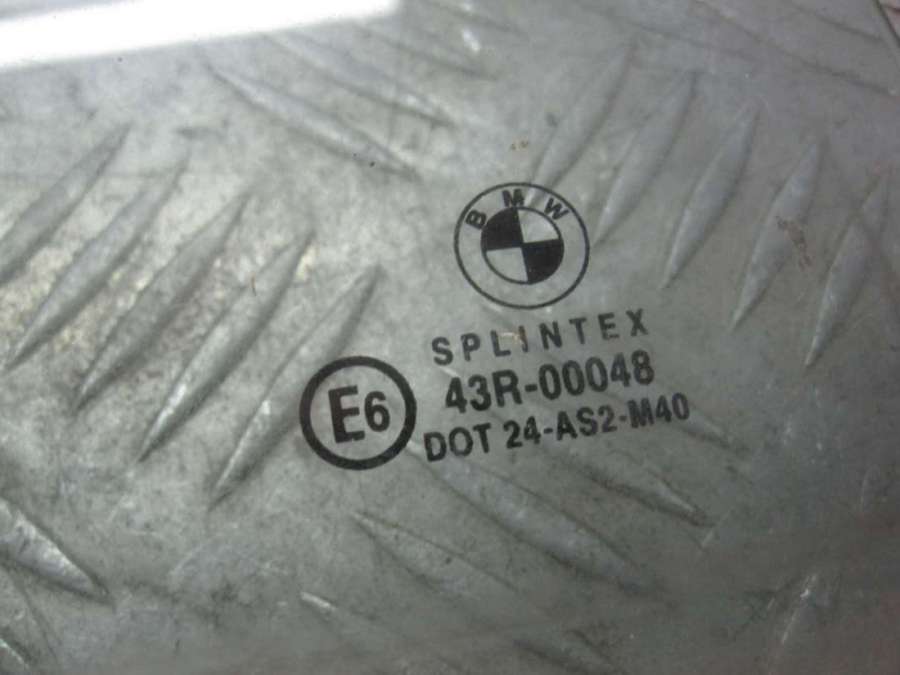 BMW
SPLINTEX
E6 43R-00048
DOT 24-AS2-M40